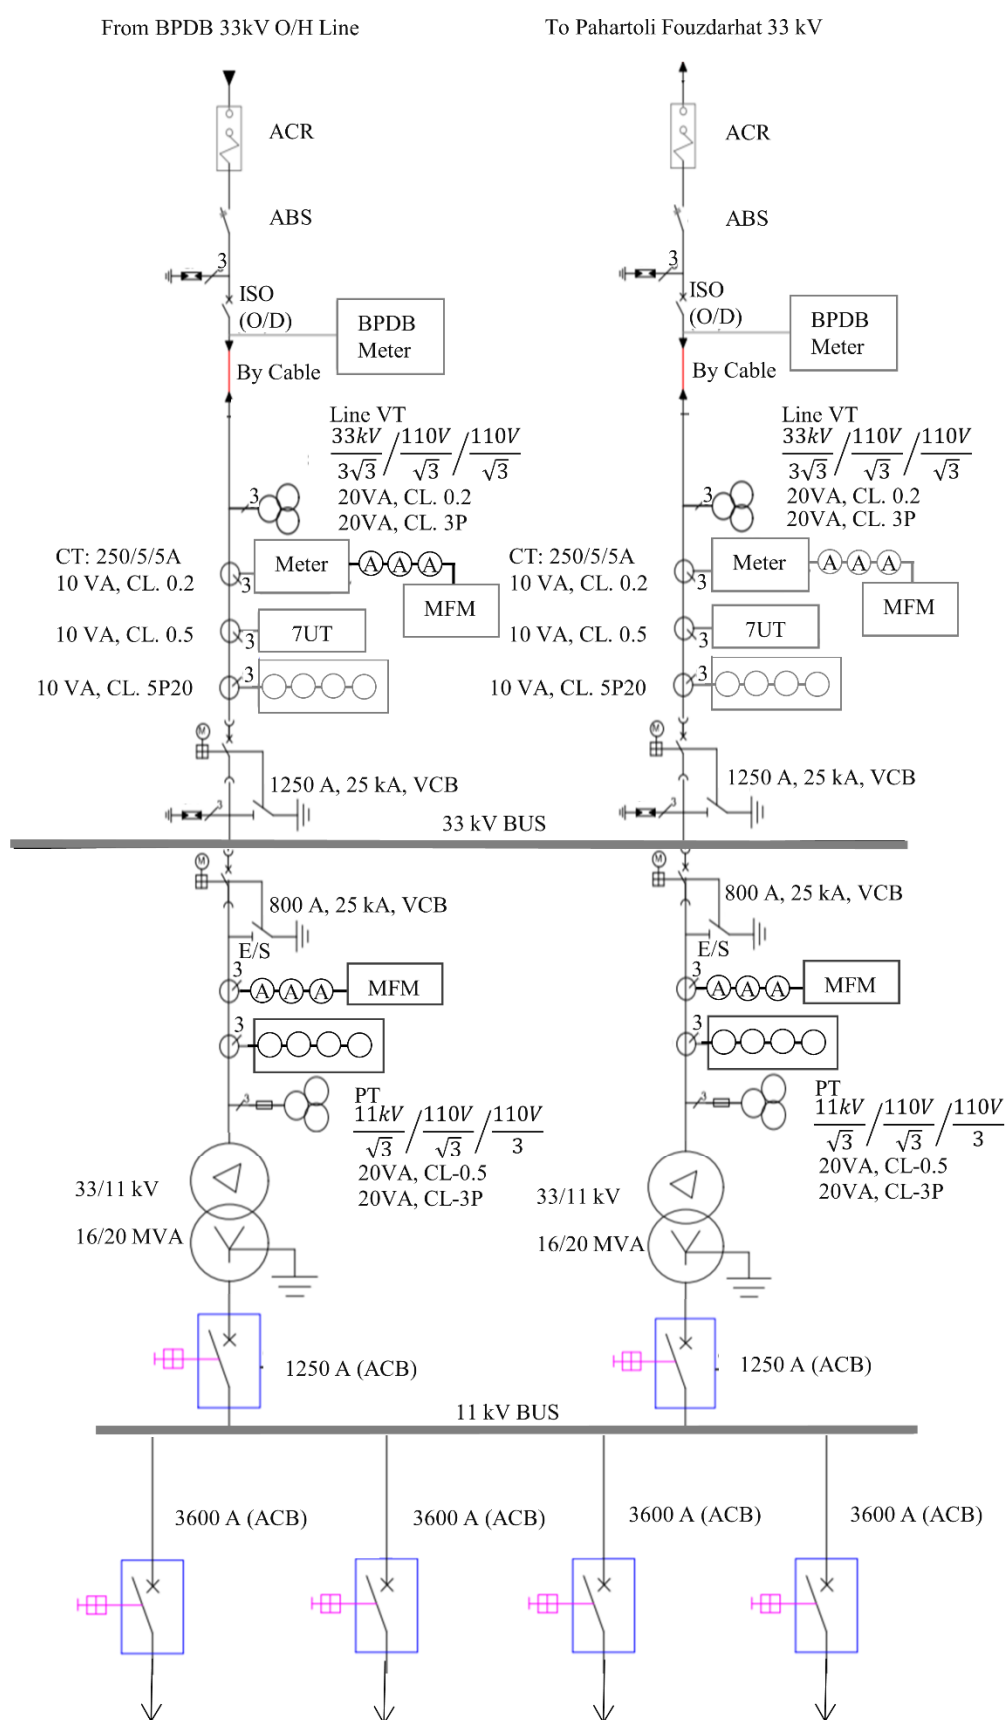 From BPDB 33kV O/H Line
To Pahartoli Fouzdarhat 33 kV
ACR
ACR
ABS
ABS
3
3
ISO
(O/D)
ISO
(O/D)
BPDB
Meter
BPDB
Meter
By Cable
By Cable
Line VT
33kV/3√3 / 110V/√3 / 110V/√3
20VA, CL. 0.2
20VA, CL. 3P
Line VT
33kV/3√3 / 110V/√3 / 110V/√3
20VA, CL. 0.2
20VA, CL. 3P
3
3
CT: 250/5/5A
10 VA, CL. 0.2
3
Meter
A A A
MFM
CT: 250/5/5A
10 VA, CL. 0.2
3
Meter
A A A
MFM
10 VA, CL. 0.5
3
7UT
10 VA, CL. 0.5
3
7UT
10 VA, CL. 5P20
3
10 VA, CL. 5P20
3
M
M
1250 A, 25 kA, VCB
1250 A, 25 kA, VCB
3
3
33 kV BUS
M
M
800 A, 25 kA, VCB
800 A, 25 kA, VCB
E/S
E/S
3
A A A
MFM
3
A A A
MFM
3
3
3
3
PT
11kV/√3 / 110V/√3 / 110V/3
20VA, CL-0.5
20VA, CL-3P
PT
11kV/√3 / 110V/√3 / 110V/3
20VA, CL-0.5
20VA, CL-3P
33/11 kV
16/20 MVA
33/11 kV
16/20 MVA
1250 A (ACB)
1250 A (ACB)
11 kV BUS
3600 A (ACB)
3600 A (ACB)
3600 A (ACB)
3600 A (ACB)